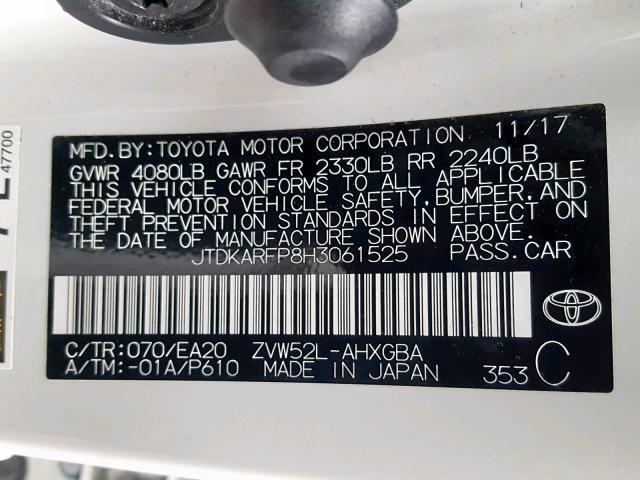 47700
MFD.BY:TOYOTA MOTOR CORPORATION 11/17
GVWR 4080LB GAWR FR 2330LB RR 2240LB
THIS VEHICLE CONFORMS TO ALL APPLICABLE
FEDERAL MOTOR VEHICLE SAFETY,BUMPER,AND
THEFT PREVENTION STANDARDS IN EFFECT ON
THE DATE OF MANUFACTURE SHOWN ABOVE.
JTDKARFP8H3061525 PASS.CAR
C/TR:070/EA20 ZVW52L-AHXGBA
A/TM:-01A/P610 MADE IN JAPAN 353 C